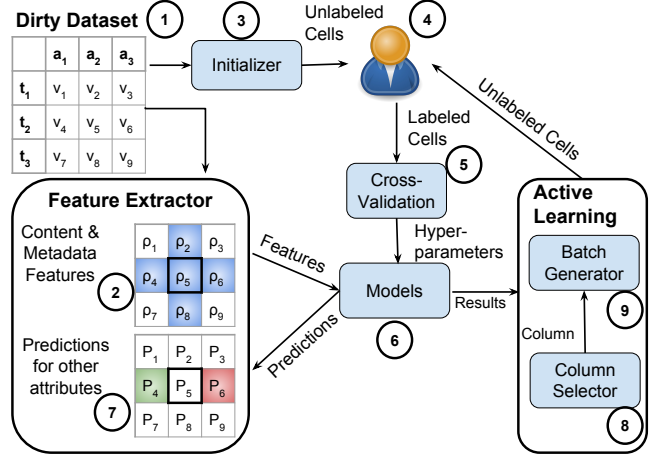 Dirty Dataset
1
a1 a2 a3
t1 v1 v2 v3
t2 v4 v5 v6
t3 v7 v8 v9
3
Initializer
Unlabeled
Cells
4
Labeled
Cells
5
Cross-
Validation
Hyper-
parameters
Unlabeled Cells
Feature Extractor
Content &
Metadata
Features
2
ρ1 ρ2 ρ3
ρ4 ρ5 ρ6
ρ7 ρ8 ρ9
Predictions
for other
attributes
7
P1 P2 P3
P4 P5 P6
P7 P8 P9
Features
Predictions
Models
6
Results
Active
Learning
Batch
Generator
9
Column
Column
Selector
8